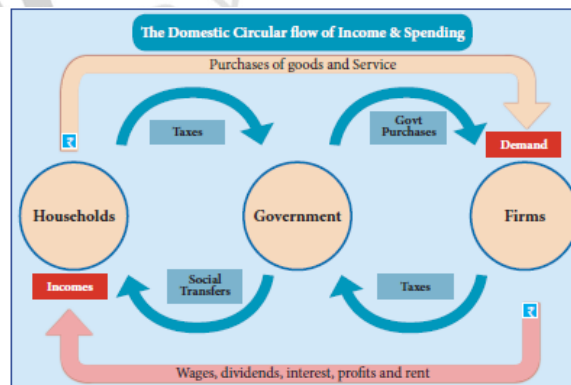 The Domestic Circular flow of Income & Spending
Purchases of goods and Service
Taxes
Govt
Purchases
₹
Demand
Households
Government
Firms
Incomes
Social
Transfers
Taxes
₹
Wages, dividends, interest, profits and rent